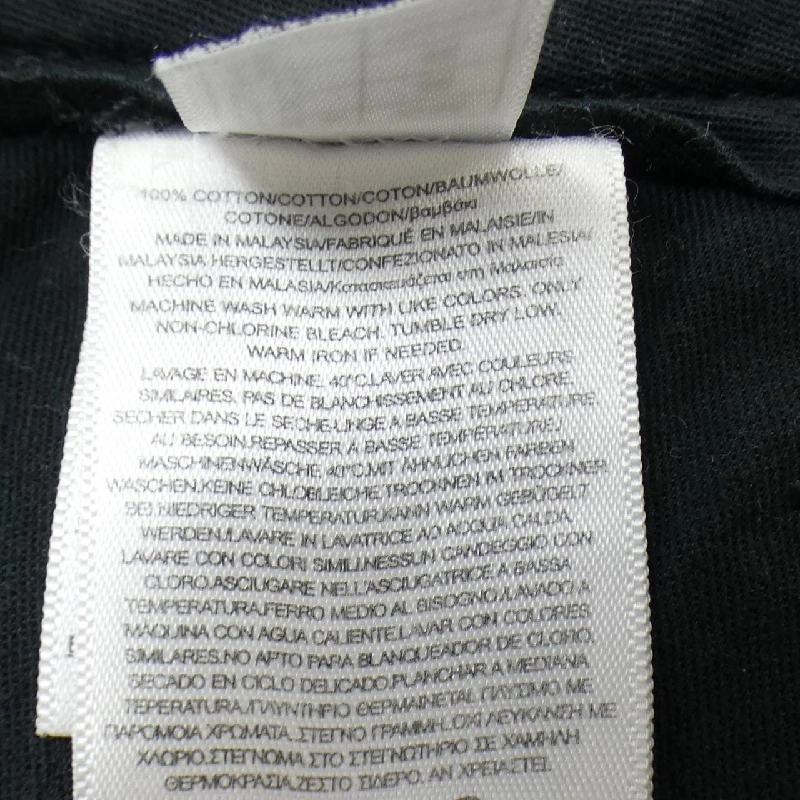 100% COTTON/COTTON/COTON/BAUMWOLLE/
COTONE/ALGODON/βαμβάκι
MADE IN MALAYSIA/FABRIQUÉ EN MALAISIE/IN
MALAYSIA HERGESTELLT/CONFEZIONATO IN MALESIA/
HECHO EN MALASIA/Κατασκευάζεται στη Μαλαισία
MACHINE WASH WARM WITH LIKE COLORS. ONLY
NON-CHLORINE BLEACH. TUMBLE DRY LOW.
WARM IRON IF NEEDED.
LAVAGE EN MACHINE. 40°C.LAVER AVEC COULEURS
SIMILAIRES. PAS DE BLANCHISSEMENT AU CHLORE.
SECHER DANS LE SECHE-LINGE A BASSE TEMPERATURE.
AU BESOIN.REPASSER A BASSE TEMPERATURE./
MASCHINENWÄSCHE 40°C.MIT ÄHNLICHEN FARBEN
WASCHEN.KEINE CHLORBLEICHE.TROCKNEN IM TROCKNER
BEI NIEDRIGER TEMPERATUR.KANN WARM GEBÜGELT
WERDEN./LAVARE IN LAVATRICE AD ACQUA CALDA.
LAVARE CON COLORI SIMILI.NESSUN CANDEGGIO CON
CLORO.ASCIUGARE NELL'ASCIUGATRICE A BASSA
TEMPERATURA.FERRO MEDIO AL BISOGNO./LAVADO A
MAQUINA CON AGUA CALIENTE.LAVAR CON COLORES
SIMILARES.NO APTO PARA BLANQUEADOR DE CLORO.
SECADO EN CICLO DELICADO.PLANCHAR A MEDIANA
TEPERATURA./ΠΛΥΝΤΗΡΙΟ ΘΕΡΜΑΙΝΕΤΑΙ. ΠΛΥΣΙΜΟ ΜΕ
ΠΑΡΟΜΟΙΑ ΧΡΩΜΑΤΑ. ΣΤΕΓΝΟ ΓΡΑΜΜΗ.ΟΧΙ ΛΕΥΚΑΝΣΗ ΜΕ
ΧΛΩΡΙΟ.ΣΤΕΓΝΩΜΑ ΣΤΟ ΣΤΕΓΝΩΤΗΡΙΟ ΣΕ ΧΑΜΗΛΗ
ΘΕΡΜΟΚΡΑΣΙΑ.ΖΕΣΤΟ ΣΙΔΕΡΟ. ΑΝ ΧΡΕΙΑΣΤΕΙ.